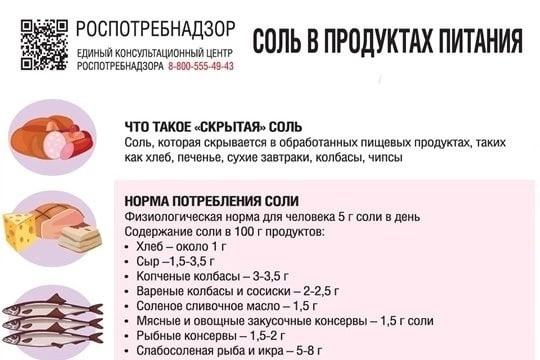 РОСПОТРЕБНАДЗОР
ЕДИНЫЙ КОНСУЛЬТАЦИОННЫЙ ЦЕНТР
РОСПОТРЕБНАДЗОРА 8-800-555-49-43
СОЛЬ В ПРОДУКТАХ ПИТАНИЯ
ЧТО ТАКОЕ «СКРЫТАЯ» СОЛЬ
Соль, которая скрывается в обработанных пищевых продуктах, таких
как хлеб, печенье, сухие завтраки, колбасы, чипсы
НОРМА ПОТРЕБЛЕНИЯ СОЛИ
Физиологическая норма для человека 5 г соли в день
Содержание соли в 100 г продуктов:
• Хлеб – около 1 г
• Сыр –1,5-3,5 г
• Копченые колбасы – 3-3,5 г
• Вареные колбасы и сосиски – 2-2,5 г
• Соленое сливочное масло – 1,5 г
• Мясные и овощные закусочные консервы – 1,5 г соли
• Рыбные консервы – 1,5-2 г
• Слабосоленая рыба и икра – 5-8 г